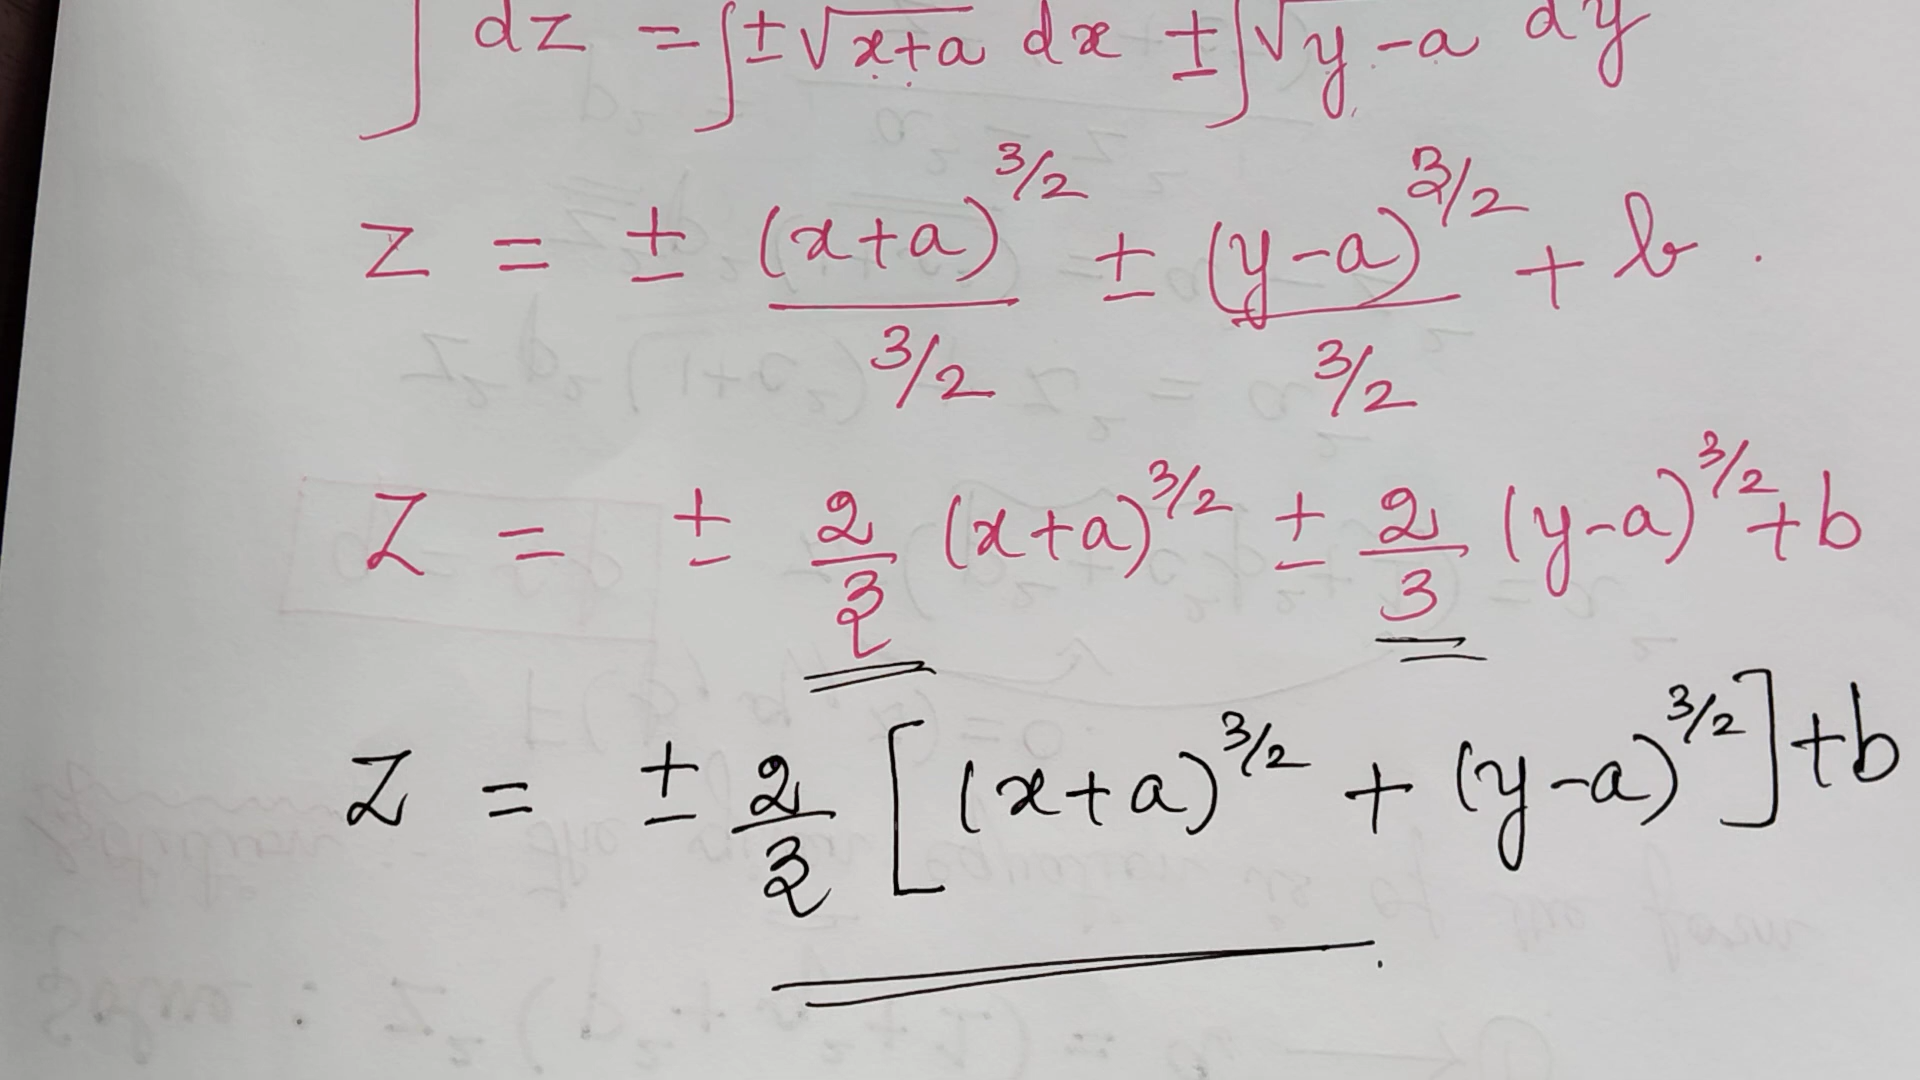 ∫ dz = ∫ ± √x+a dx ± ∫ √y-a dy
z = ± (x+a)^3/2 / 3/2 ± (y-a)^3/2 / 3/2 + b .
Z = ± 2/3 (x+a)^3/2 ± 2/3 (y-a)^3/2 + b
Z = ± 2/3 [ (x+a)^3/2 + (y-a)^3/2 ] + b